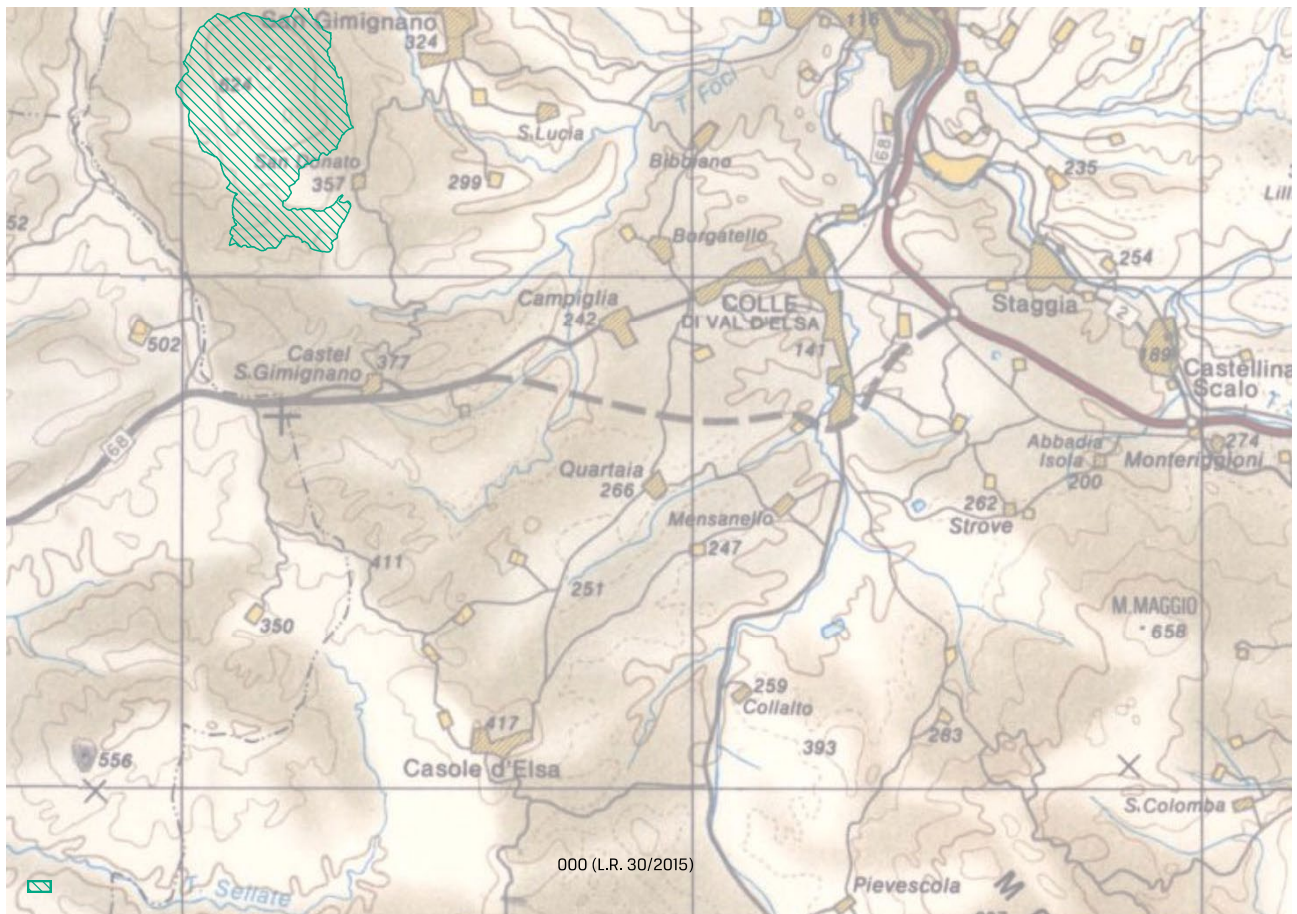 San Gimignano
324
116
624
T. Foci
S.Lucia
68
Bibbiano
235
San Donato
357
299
52
Borgatello
254
Campiglia
242
COLLE
DI VAL D'ELSA
141
Staggia
2
189
502
Castel
S.Gimignano
377
Castellina
Scalo
68
Abbadia
Isola
200
274
Monteriggioni
Quartaia
266
262
Strove
Mensanello
247
411
251
350
M.MAGGIO
658
259
Collalto
417
393
283
556
Casole d'Elsa
S.Colomba
000 (L.R. 30/2015)
T. Sellate
Pievescola
M